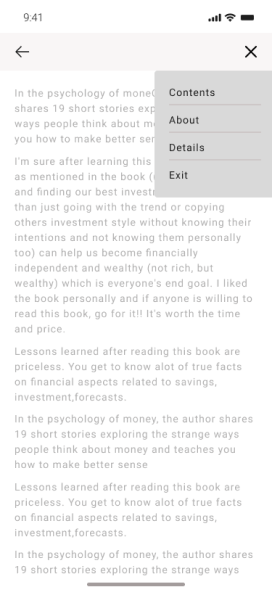 9:41
In the psychology of mone
Contents
shares 19 short stories exp
ways people think about m
About
you how to make better se
Details
I'm sure after learning this
as mentioned in the book
Exit
and finding our best invest
than just going with the trend or copying
others investment style without knowing their
intentions and not knowing them personally
too) can help us become financially
independent and wealthy (not rich, but
wealthy) which is everyone's end goal. I liked
the book personally and if anyone is willing to
read this book, go for it!! It's worth the time
and price.
Lessons learned after reading this book are
priceless. You get to know alot of true facts
on financial aspects related to savings,
investment,forecasts.
In the psychology of money, the author shares
19 short stories exploring the strange ways
people think about money and teaches you
how to make better sense
Lessons learned after reading this book are
priceless. You get to know alot of true facts
on financial aspects related to savings,
investment,forecasts.
In the psychology of money, the author shares
19 short stories exploring the strange ways